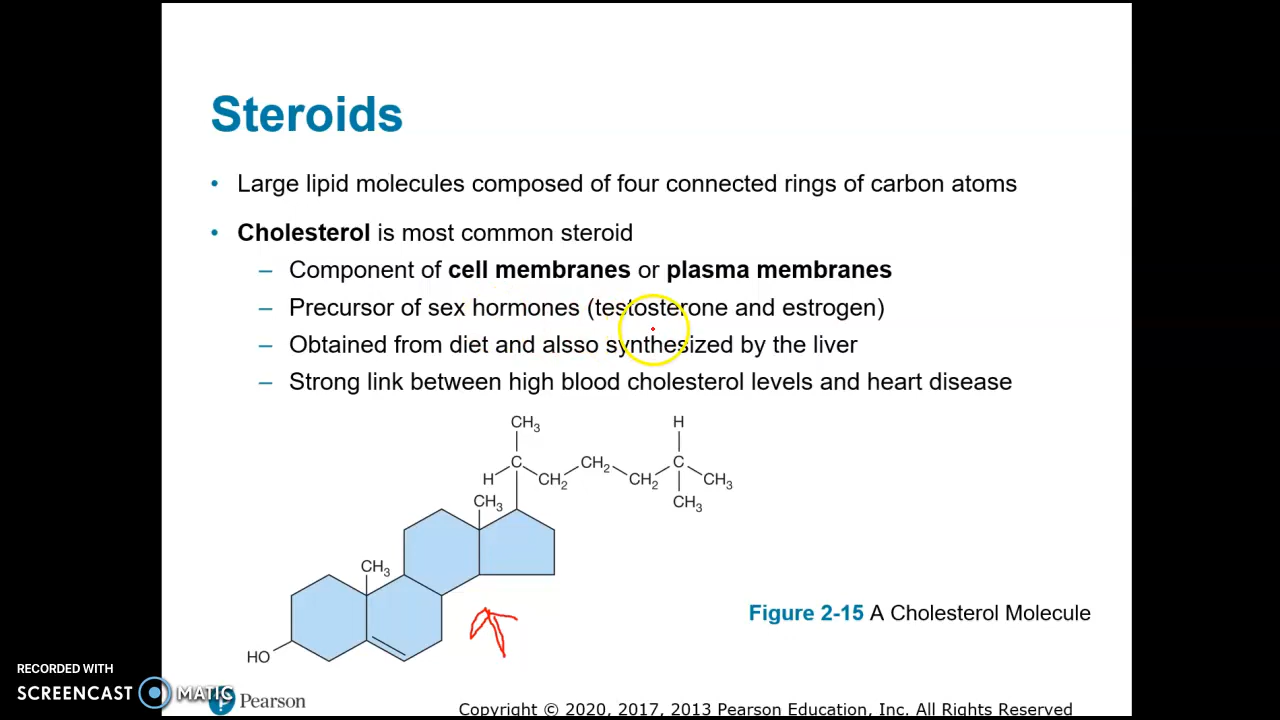 Steroids
• Large lipid molecules composed of four connected rings of carbon atoms
• Cholesterol is most common steroid
– Component of cell membranes or plasma membranes
– Precursor of sex hormones (testosterone and estrogen)
– Obtained from diet and alsso synthesized by the liver
– Strong link between high blood cholesterol levels and heart disease
CH3 H
C CH2 C
H CH2 CH2 CH3
CH3 CH3
CH3
Figure 2-15 A Cholesterol Molecule
HO
RECORDED WITH
SCREENCAST MATIC
Pearson
Copyright © 2020, 2017, 2013 Pearson Education, Inc. All Rights Reserved